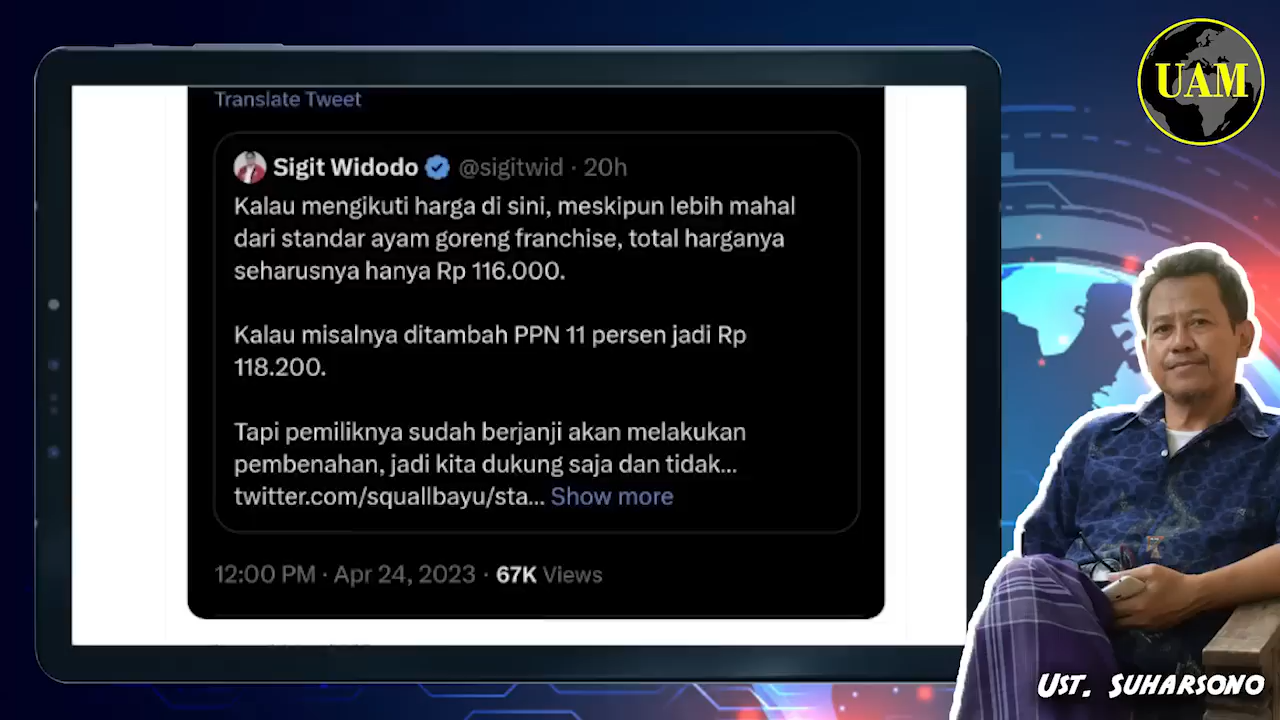 Translate Tweet
Sigit Widodo @sigitwid · 20h
Kalau mengikuti harga di sini, meskipun lebih mahal
dari standar ayam goreng franchise, total harganya
seharusnya hanya Rp 116.000.
Kalau misalnya ditambah PPN 11 persen jadi Rp
118.200.
Tapi pemiliknya sudah berjanji akan melakukan
pembenahan, jadi kita dukung saja dan tidak...
twitter.com/squallbayu/sta... Show more
12:00 PM · Apr 24, 2023 · 67K Views
UAM
UST. SUHARSONO